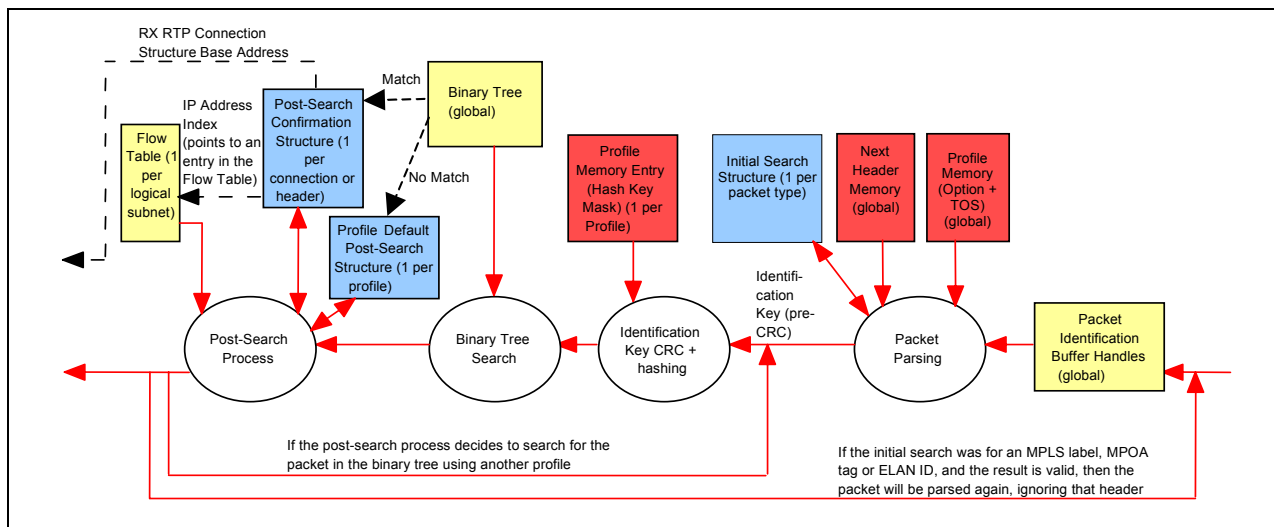 RX RTP Connection
Structure Base Address
IP Address
Index
(points to an
entry in the
Flow Table)
Flow
Table (1
per
logical
subnet)
Post-Search
Confirmation
Structure (1
per
connection or
header)
Match
No Match
Binary Tree
(global)
Profile Default
Post-Search
Structure (1 per
profile)
Profile
Memory Entry
(Hash Key
Mask) (1 per
Profile)
Initial Search
Structure (1 per
packet type)
Next
Header
Memory
(global)
Profile
Memory
(Option +
TOS)
(global)
Identifi-
cation
Key (pre-
CRC)
Post-Search
Process
Binary Tree
Search
Identification
Key CRC +
hashing
Packet
Parsing
Packet
Identification
Buffer Handles
(global)
If the post-search process decides to search for the
packet in the binary tree using another profile
If the initial search was for an MPLS label, MPOA
tag or ELAN ID, and the result is valid, then the
packet will be parsed again, ignoring that header